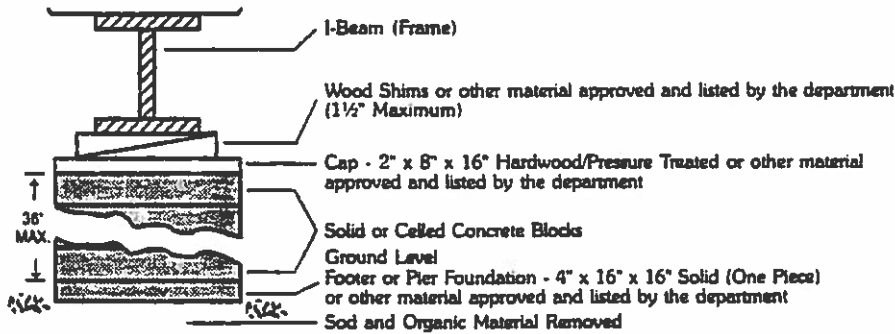 I-Beam (Frame)
Wood Shims or other material approved and listed by the department
(1½" Maximum)
Cap - 2" x 8" x 16" Hardwood/Pressure Treated or other material
approved and listed by the department
36"
MAX.
Solid or Celled Concrete Blocks
Ground Level
Footer or Pier Foundation - 4" x 16" x 16" Solid (One Piece)
or other material approved and listed by the department
Sod and Organic Material Removed